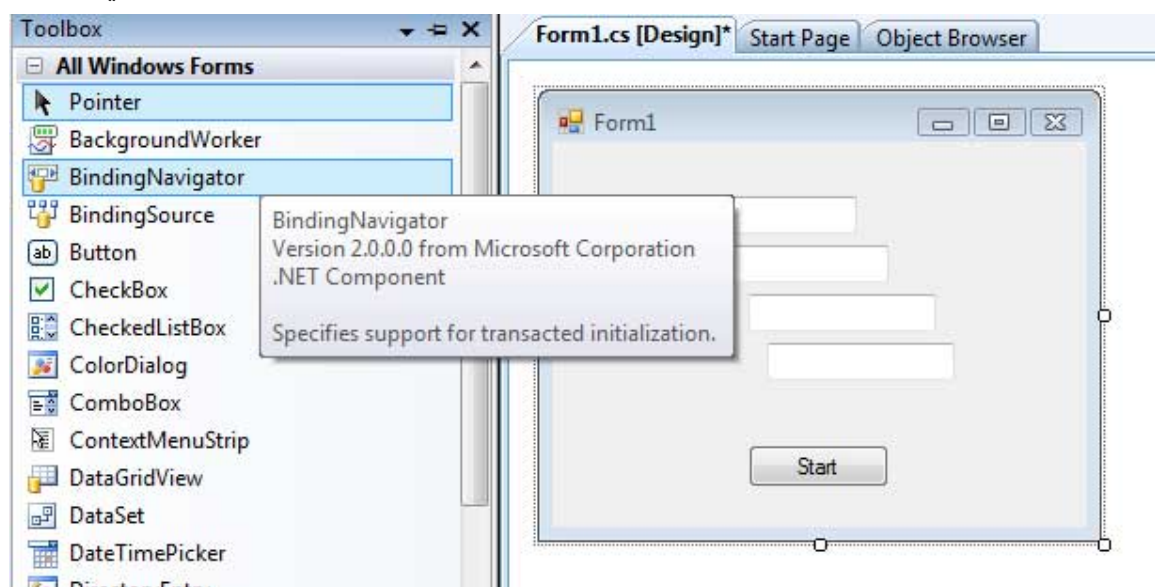 Toolbox
All Windows Forms
Pointer
BackgroundWorker
BindingNavigator
BindingSource
Button
CheckBox
CheckedListBox
ColorDialog
ComboBox
ContextMenuStrip
DataGridView
DataSet
DateTimePicker
BindingNavigator
Version 2.0.0.0 from Microsoft Corporation
.NET Component
Specifies support for transacted initialization.
Form1.cs [Design]* Start Page Object Browser
Form1
Start